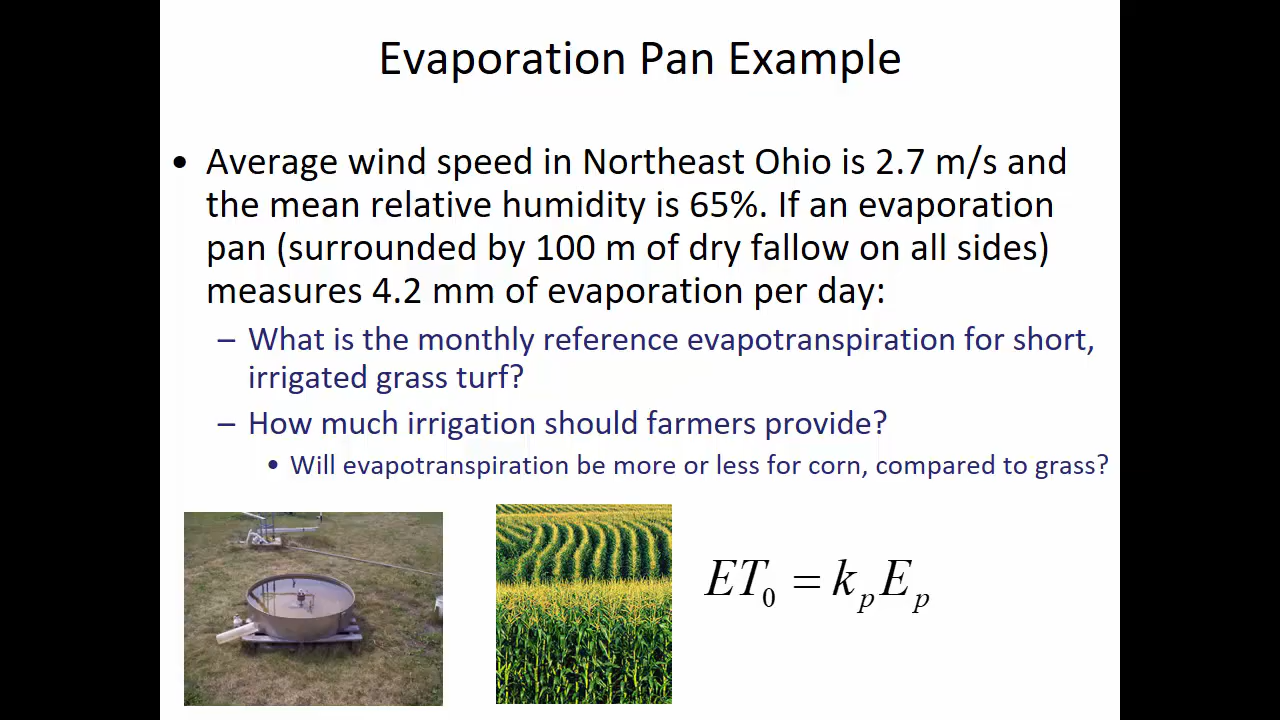 Evaporation Pan Example
• Average wind speed in Northeast Ohio is 2.7 m/s and
the mean relative humidity is 65%. If an evaporation
pan (surrounded by 100 m of dry fallow on all sides)
measures 4.2 mm of evaporation per day:
– What is the monthly reference evapotranspiration for short,
irrigated grass turf?
– How much irrigation should farmers provide?
• Will evapotranspiration be more or less for corn, compared to grass?
ET₀ = kₚEₚ